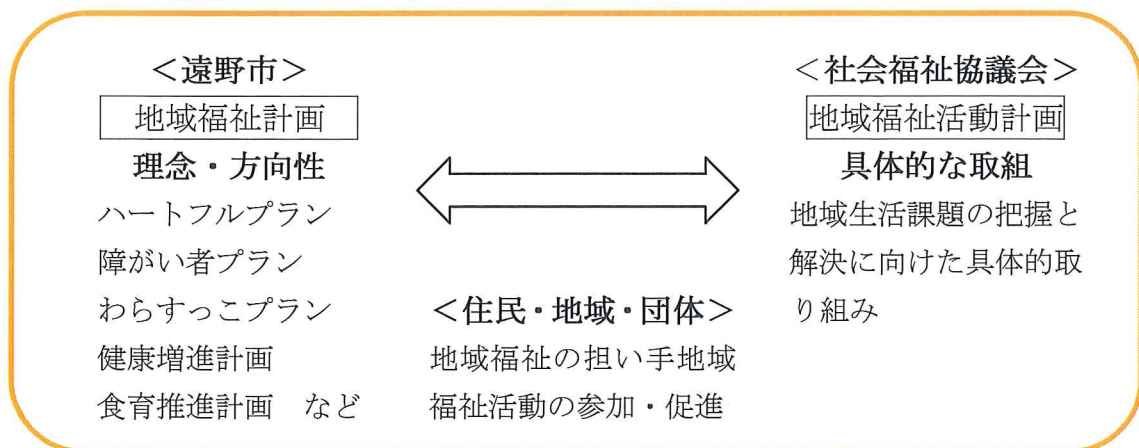 ＜遠野市＞
地域福祉計画
理念・方向性
ハートフルプラン
障がい者プラン
わらすっこプラン
健康増進計画
食育推進計画　など
＜住民・地域・団体＞
地域福祉の担い手地域
福祉活動の参加・促進
＜社会福祉協議会＞
地域福祉活動計画
具体的な取組
地域生活課題の把握と
解決に向けた具体的取
り組み